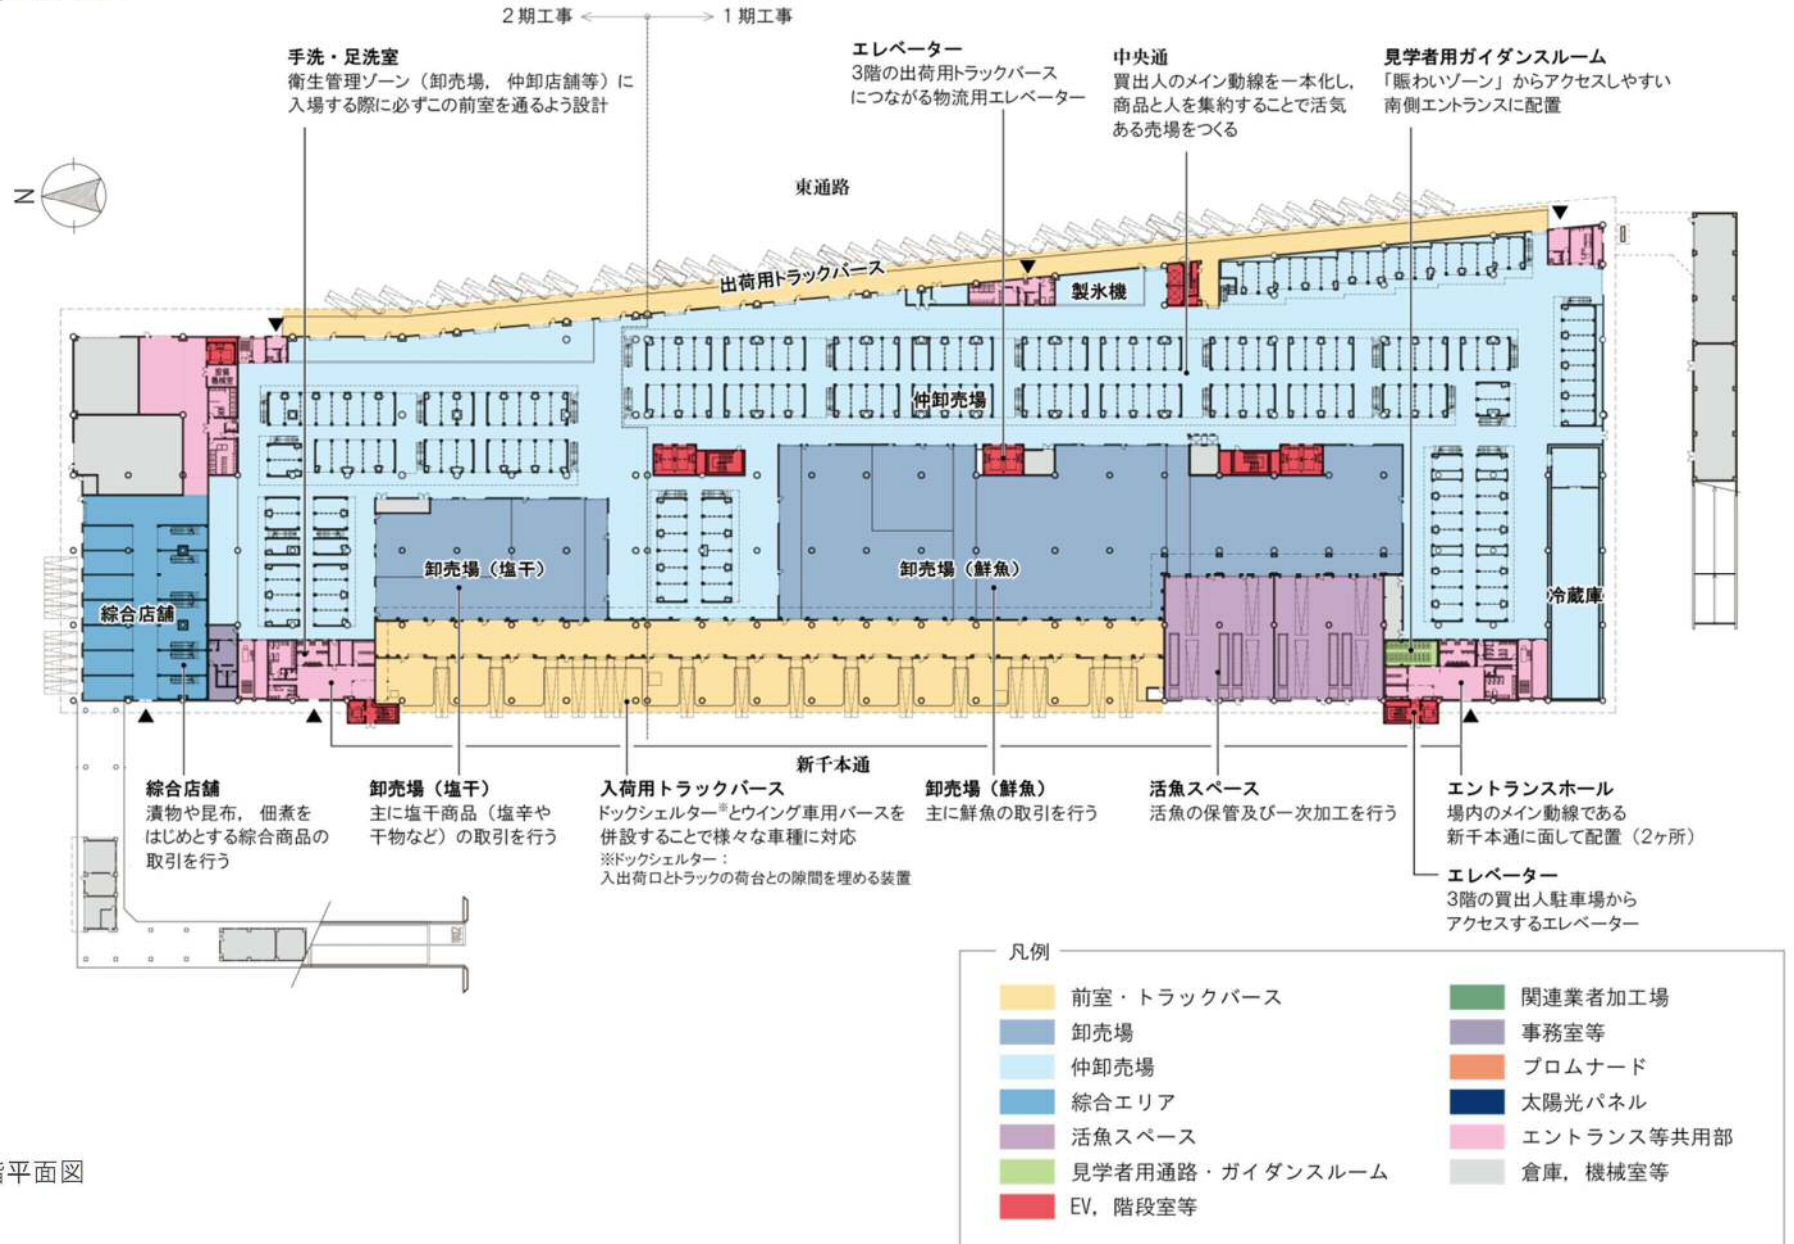 2期工事
1期工事
手洗・足洗室
衛生管理ゾーン（卸売場，仲卸店舗等）に
入場する際に必ずこの前室を通るよう設計
エレベーター
3階の出荷用トラックバース
につながる物流用エレベーター
中央通
買出人のメイン動線を一本化し，
商品と人を集約することで活気
ある売場をつくる
見学者用ガイダンスルーム
「賑わいゾーン」からアクセスしやすい
南側エントランスに配置
N
東通路
出荷用トラックバース
製氷機
仲卸売場
卸売場（塩干）
卸売場（鮮魚）
綜合店舗
冷蔵庫
新千本通
綜合店舗
漬物や昆布，佃煮を
はじめとする綜合商品の
取引を行う
卸売場（塩干）
主に塩干商品（塩辛や
干物など）の取引を行う
入荷用トラックバース
ドックシェルター※とウイング車用バースを
併設することで様々な車種に対応
※ドックシェルター：
入出荷口とトラックの荷台との隙間を埋める装置
卸売場（鮮魚）
主に鮮魚の取引を行う
活魚スペース
活魚の保管及び一次加工を行う
エントランスホール
場内のメイン動線である
新千本通に面して配置（2ヶ所）
エレベーター
3階の買出人駐車場から
アクセスするエレベーター
凡例
前室・トラックバース
卸売場
仲卸売場
綜合エリア
活魚スペース
見学者用通路・ガイダンスルーム
EV，階段室等
関連業者加工場
事務室等
プロムナード
太陽光パネル
エントランス等共用部
倉庫，機械室等
階平面図